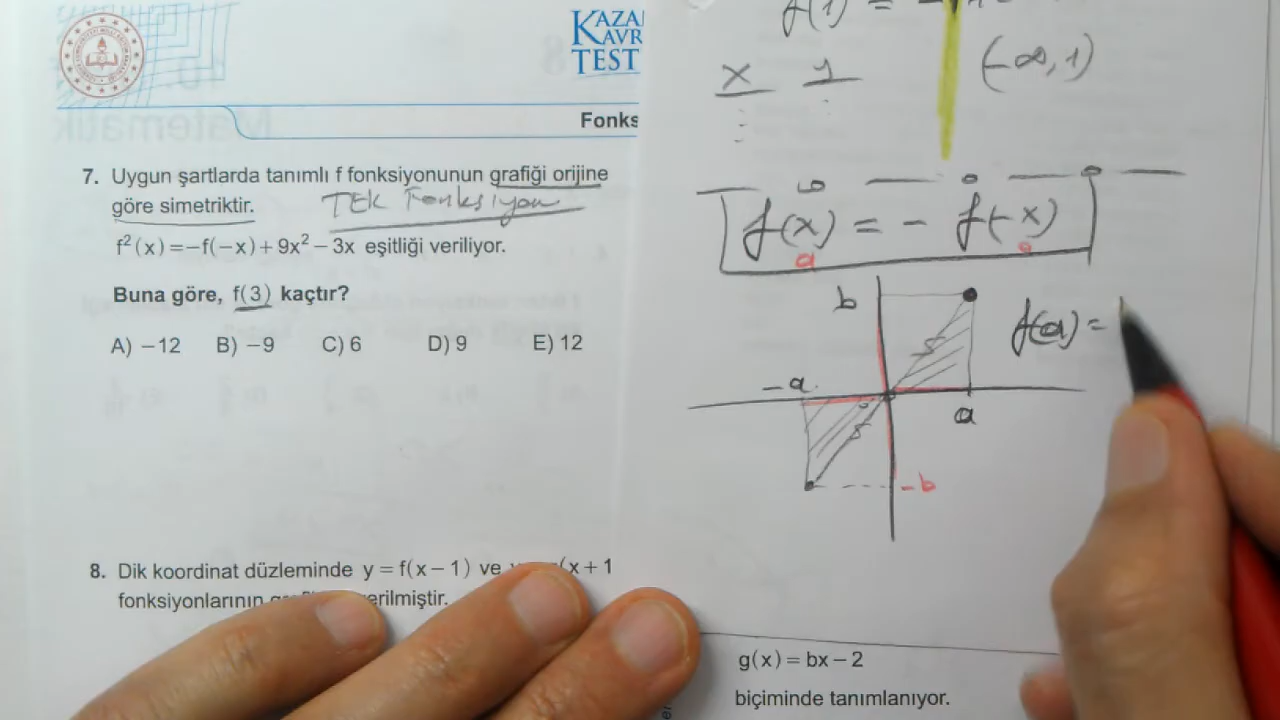 KAZA
KAVR
TEST
Fonks
7. Uygun şartlarda tanımlı f fonksiyonunun grafiği orijine
göre simetriktir. TEK Fonksiyon
f²(x) = −f(−x) + 9x² − 3x eşitliği veriliyor.
Buna göre, f(3) kaçtır?
A) −12 B) −9 C) 6 D) 9 E) 12
8. Dik koordinat düzleminde y = f(x − 1) ve (x + 1
fonksiyonlarının erilmiştir.
f(1) =
x y (-∞, 1)
f(x) = - f(-x)
a
b
f(a) =
-a
a
-b
g(x) = bx − 2
biçiminde tanımlanıyor.